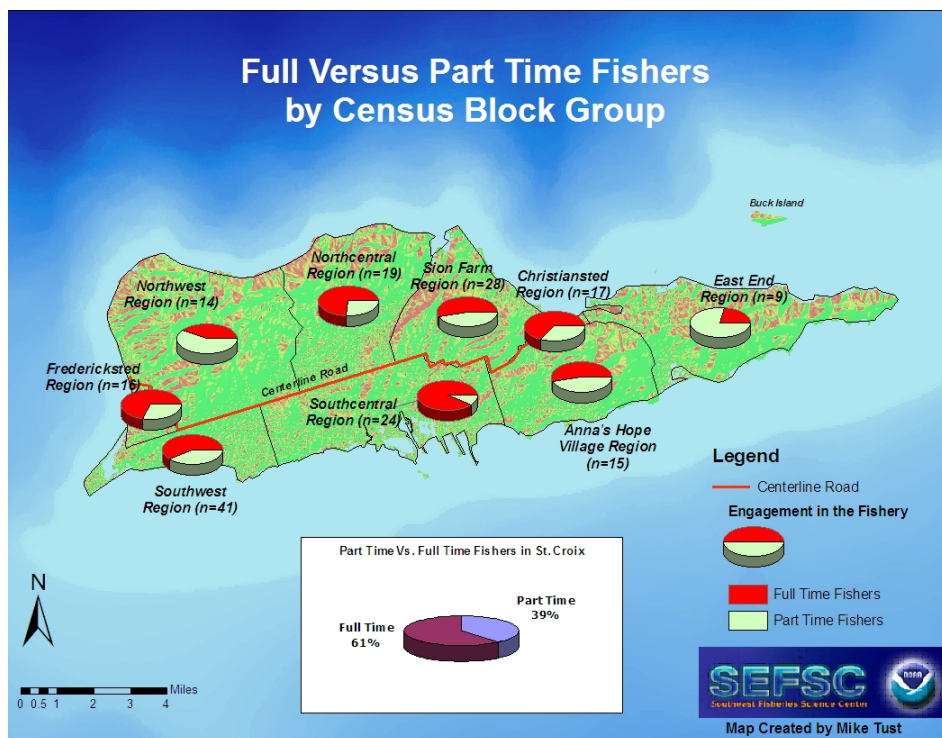 Full Versus Part Time Fishers
by Census Block Group
Buck Island
Northcentral
Region (n=19)
Sion Farm
Region (n=28)
Christiansted
Region (n=17)
East End
Region (n=9)
Northwest
Region (n=14)
Fredericksted
Region (n=16)
Centerline Road
Southcentral
Region (n=24)
Anna's Hope
Village Region
(n=15)
Southwest
Region (n=41)
Legend
Centerline Road
Engagement in the Fishery
Full Time Fishers
Part Time Fishers
Part Time Vs. Full Time Fishers in St. Croix
Part Time
39%
Full Time
61%
N
Miles
0 0.5 1 2 3 4
SEFSC
Southwest Fisheries Science Center
NOAA
Map Created by Mike Tust